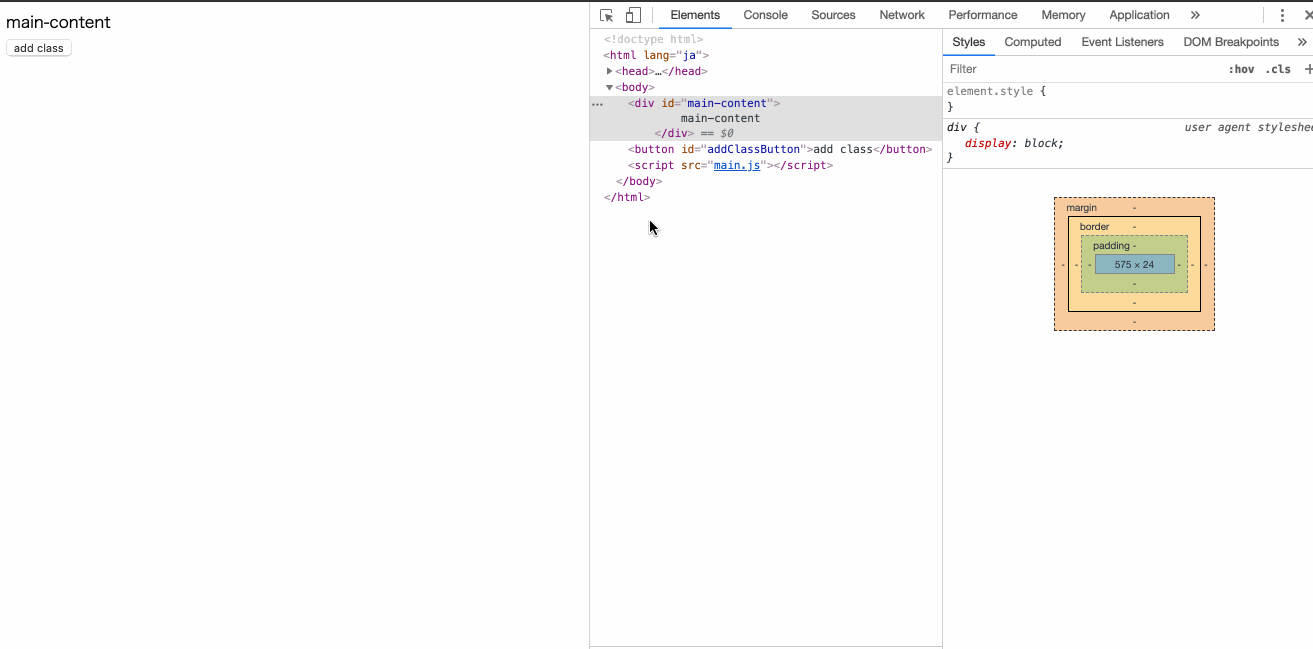 main-content
add class
Elements Console Sources Network Performance Memory Application »
<!doctype html>
<html lang="ja">
<head>…</head>
<body>
<div id="main-content">
main-content
</div> == $0
<button id="addClassButton">add class</button>
<script src="main.js"></script>
</body>
</html>
Styles Computed Event Listeners DOM Breakpoints »
Filter :hov .cls +
element.style {
}
div { user agent styleshee
display: block;
}
margin -
border -
padding -
- - - 575 × 24 - - -
-
-
-